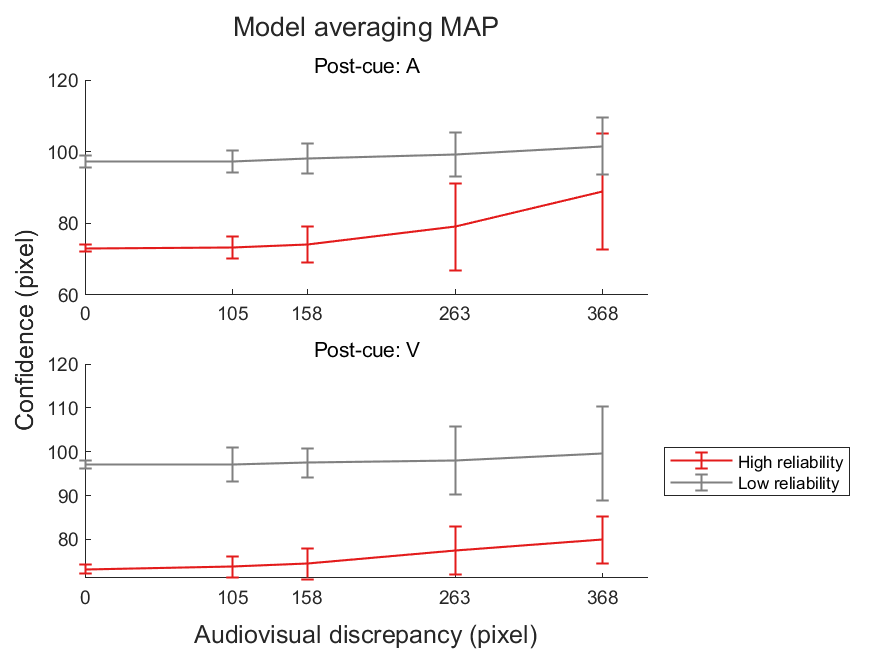 Model averaging MAP
Post-cue: A
120
100
80
60
0 105 158 263 368
Confidence (pixel)
Post-cue: V
120
110
100
90
80
0 105 158 263 368
Audiovisual discrepancy (pixel)
High reliability
Low reliability